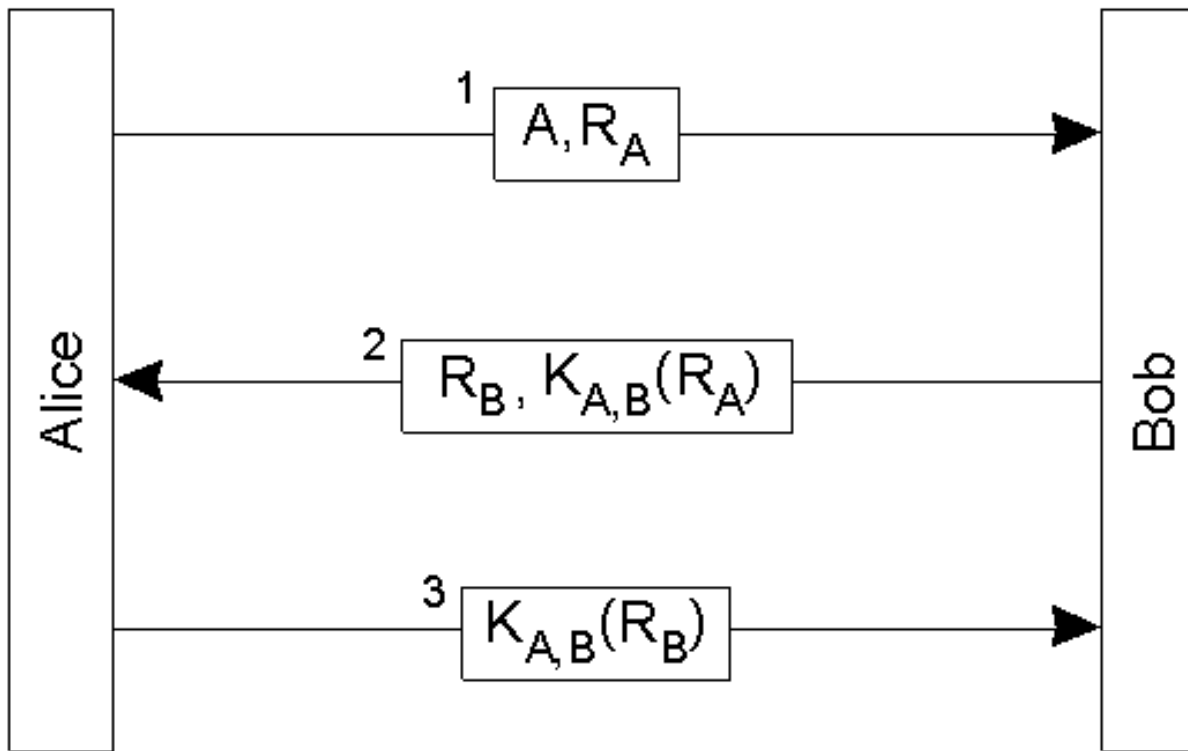 Alice
1
A, R_A
2
R_B, K_A,B(R_A)
3
K_A,B(R_B)
Bob